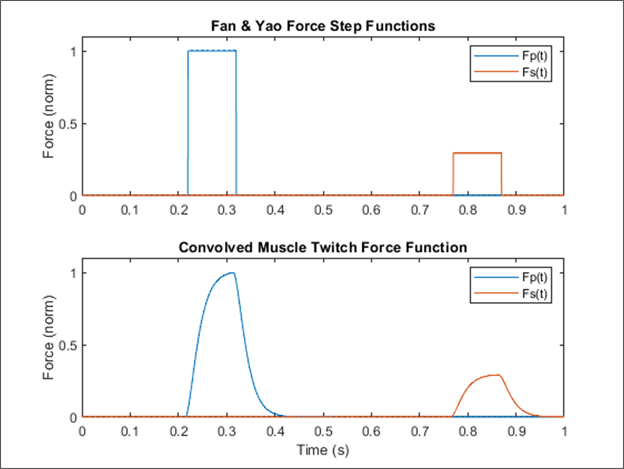 Fan & Yao Force Step Functions
Force (norm)
1
0.5
0
Fp(t)
Fs(t)
0 0.1 0.2 0.3 0.4 0.5 0.6 0.7 0.8 0.9 1
Convolved Muscle Twitch Force Function
Force (norm)
1
0.5
0
Fp(t)
Fs(t)
0 0.1 0.2 0.3 0.4 0.5 0.6 0.7 0.8 0.9 1
Time (s)